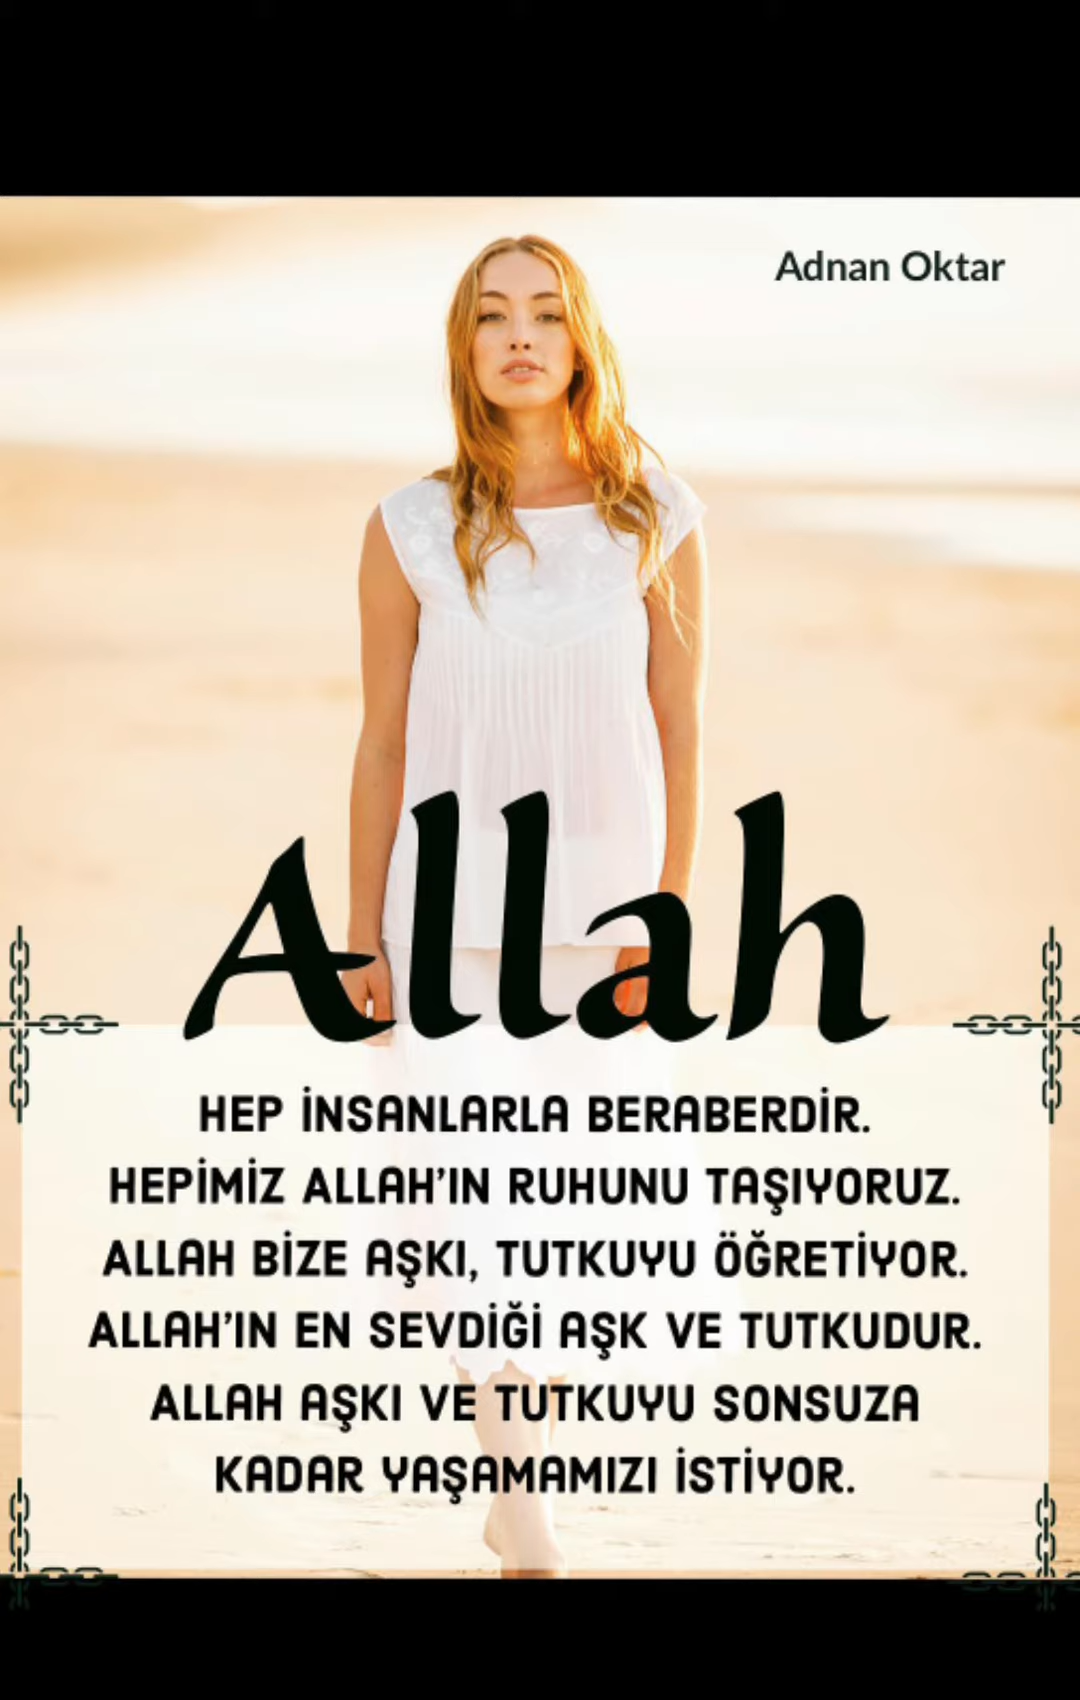 Adnan Oktar
Allah
HEP İNSANLARLA BERABERDİR.
HEPİMİZ ALLAH'IN RUHUNU TAŞIYORUZ.
ALLAH BİZE AŞKI, TUTKUYU ÖĞRETİYOR.
ALLAH'IN EN SEVDİĞİ AŞK VE TUTKUDUR.
ALLAH AŞKI VE TUTKUYU SONSUZA
KADAR YAŞAMAMIZI İSTİYOR.